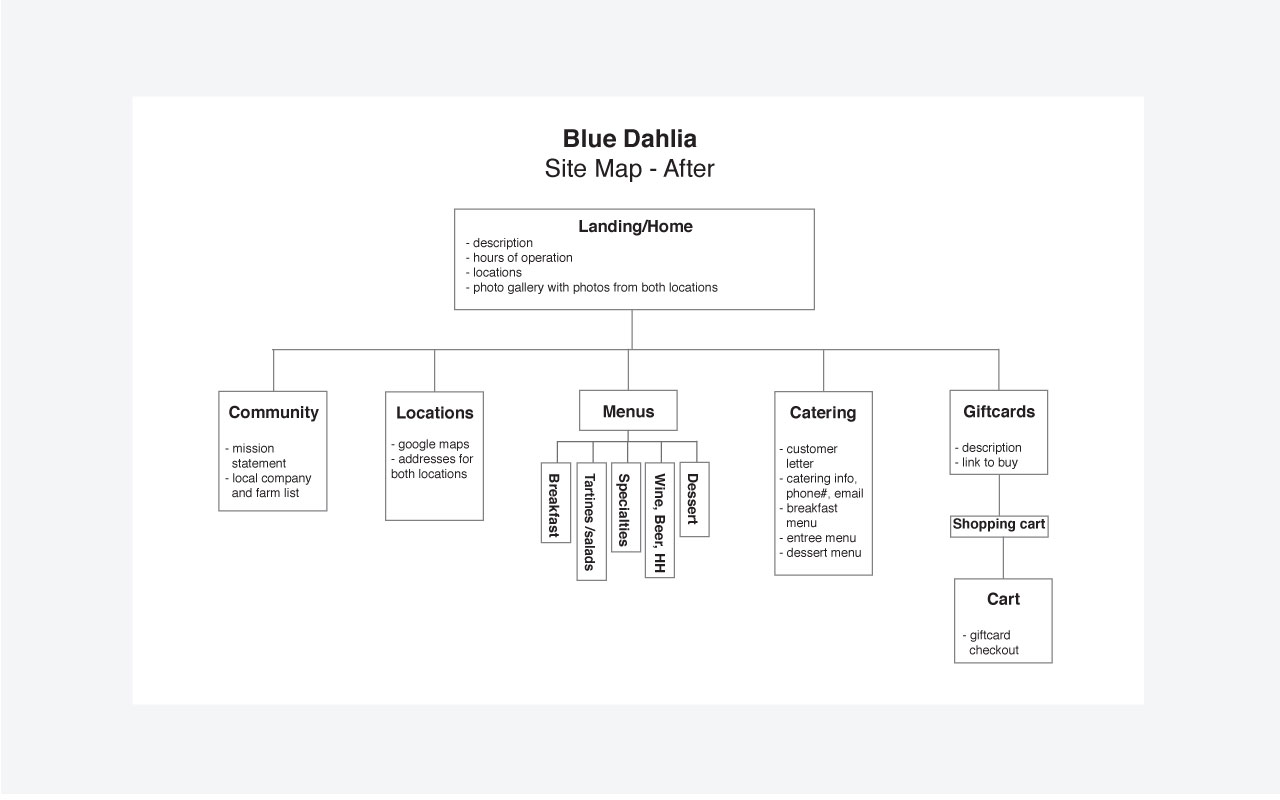 Blue Dahlia
Site Map - After
Landing/Home
- description
- hours of operation
- locations
- photo gallery with photos from both locations
Community
- mission
statement
- local company
and farm list
Locations
- google maps
- addresses for
both locations
Menus
Breakfast
Tartines /salads
Specialties
Wine, Beer, HH
Dessert
Catering
- customer
letter
- catering info,
phone#, email
- breakfast
menu
- entree menu
- dessert menu
Giftcards
- description
- link to buy
Shopping cart
Cart
- giftcard
checkout